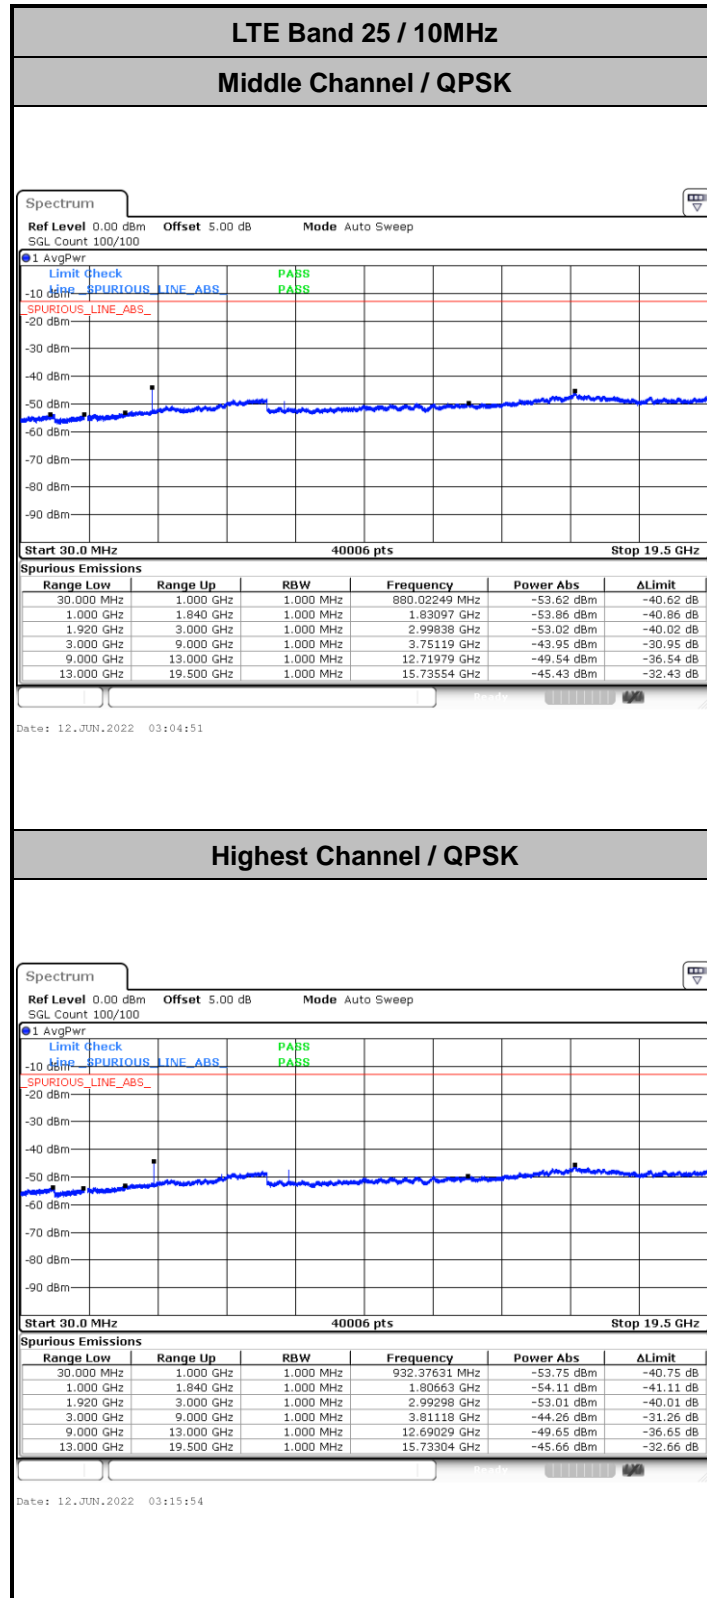 LTE Band 25 / 10MHz
Middle Channel / QPSK
Spectrum
Ref Level 0.00 dBm Offset 5.00 dB Mode Auto Sweep
SGL Count 100/100
1 AvgPwr
Limit Check PASS
Line _SPURIOUS_LINE_ABS_ PASS
-10 dBm
_SPURIOUS_LINE_ABS_
-20 dBm
-30 dBm
-40 dBm
-50 dBm
-60 dBm
-70 dBm
-80 dBm
-90 dBm
Start 30.0 MHz 40006 pts Stop 19.5 GHz
Spurious Emissions
Range Low Range Up RBW Frequency Power Abs ΔLimit
30.000 MHz 1.000 GHz 1.000 MHz 880.02249 MHz -53.62 dBm -40.62 dB
1.000 GHz 1.840 GHz 1.000 MHz 1.83097 GHz -53.86 dBm -40.86 dB
1.920 GHz 3.000 GHz 1.000 MHz 2.99838 GHz -53.02 dBm -40.02 dB
3.000 GHz 9.000 GHz 1.000 MHz 3.75119 GHz -43.95 dBm -30.95 dB
9.000 GHz 13.000 GHz 1.000 MHz 12.71979 GHz -49.54 dBm -36.54 dB
13.000 GHz 19.500 GHz 1.000 MHz 15.73554 GHz -45.43 dBm -32.43 dB
Ready
Date: 12.JUN.2022 03:04:51
Highest Channel / QPSK
Spectrum
Ref Level 0.00 dBm Offset 5.00 dB Mode Auto Sweep
SGL Count 100/100
1 AvgPwr
Limit Check PASS
Line _SPURIOUS_LINE_ABS_ PASS
-10 dBm
_SPURIOUS_LINE_ABS_
-20 dBm
-30 dBm
-40 dBm
-50 dBm
-60 dBm
-70 dBm
-80 dBm
-90 dBm
Start 30.0 MHz 40006 pts Stop 19.5 GHz
Spurious Emissions
Range Low Range Up RBW Frequency Power Abs ΔLimit
30.000 MHz 1.000 GHz 1.000 MHz 932.37631 MHz -53.75 dBm -40.75 dB
1.000 GHz 1.840 GHz 1.000 MHz 1.80663 GHz -54.11 dBm -41.11 dB
1.920 GHz 3.000 GHz 1.000 MHz 2.99298 GHz -53.01 dBm -40.01 dB
3.000 GHz 9.000 GHz 1.000 MHz 3.81118 GHz -44.26 dBm -31.26 dB
9.000 GHz 13.000 GHz 1.000 MHz 12.69029 GHz -49.65 dBm -36.65 dB
13.000 GHz 19.500 GHz 1.000 MHz 15.73304 GHz -45.66 dBm -32.66 dB
Ready
Date: 12.JUN.2022 03:15:54